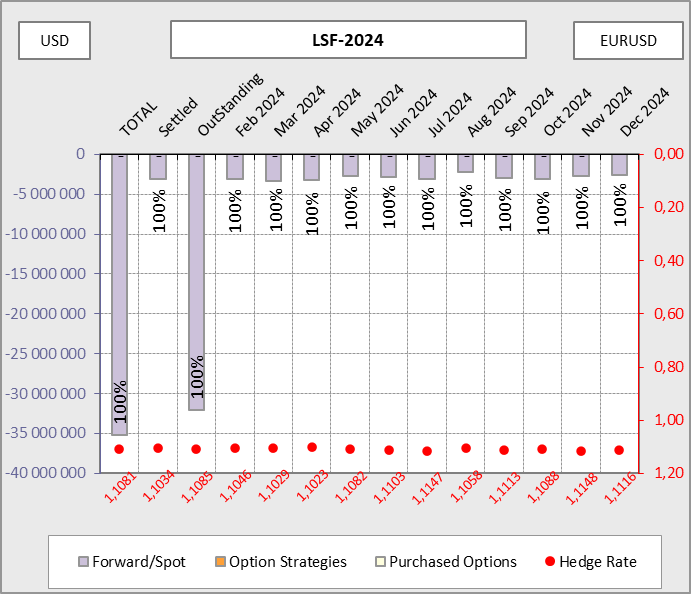 USD
LSF-2024
EURUSD
TOTAL
Settled
OutStanding
Feb 2024
Mar 2024
Apr 2024
May 2024
Jun 2024
Jul 2024
Aug 2024
Sep 2024
Oct 2024
Nov 2024
Dec 2024
0
-5 000 000
-10 000 000
-15 000 000
-20 000 000
-25 000 000
-30 000 000
-35 000 000
-40 000 000
100%
100%
100%
100%
100%
100%
100%
100%
100%
100%
100%
100%
100%
100%
0,00
0,20
0,40
0,60
0,80
1,00
1,20
1,1081
1,1034
1,1085
1,1046
1,1029
1,1023
1,1082
1,1103
1,1147
1,1058
1,1113
1,1088
1,1148
1,1116
Forward/Spot
Option Strategies
Purchased Options
Hedge Rate